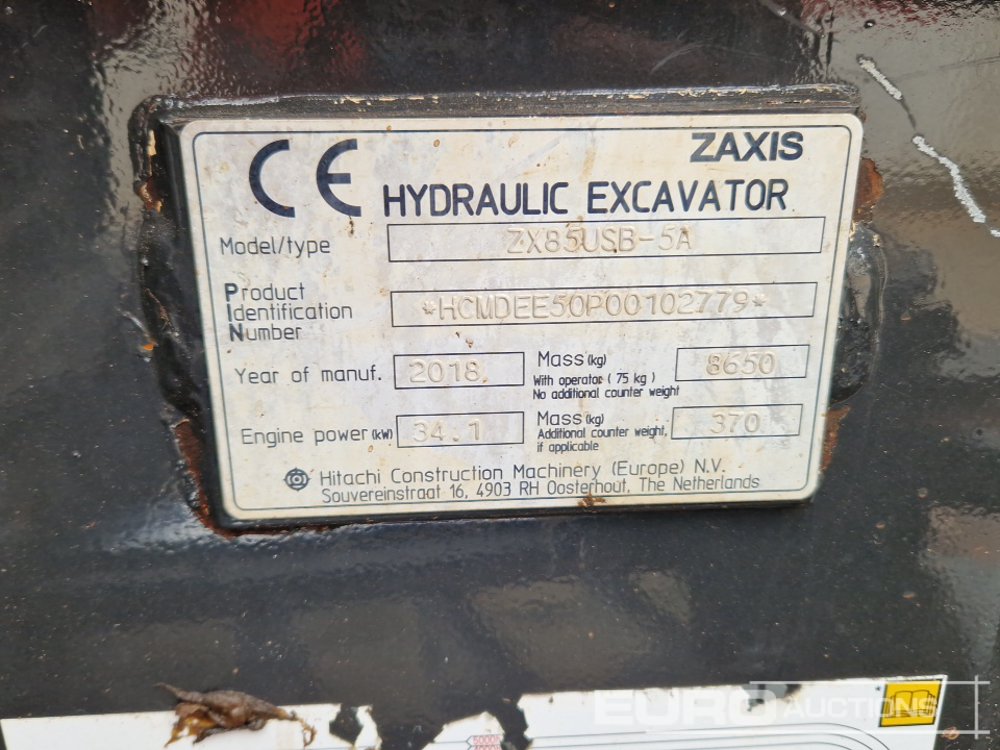 CE ZAXIS
HYDRAULIC EXCAVATOR
Model/type ZX85USB-5A
Product
Identification *HCMDEE50P00102779*
Number
Year of manuf. 2018 Mass (kg) 8650
With operator ( 75 kg )
No additional counter weight
Engine power (kW) 34.1 Mass (kg) 370
Additional counter weight,
if applicable
Hitachi Construction Machinery (Europe) N.V.
Souvereinstraat 16, 4903 RH Oosterhout, The Netherlands
EURO AUCTIONS